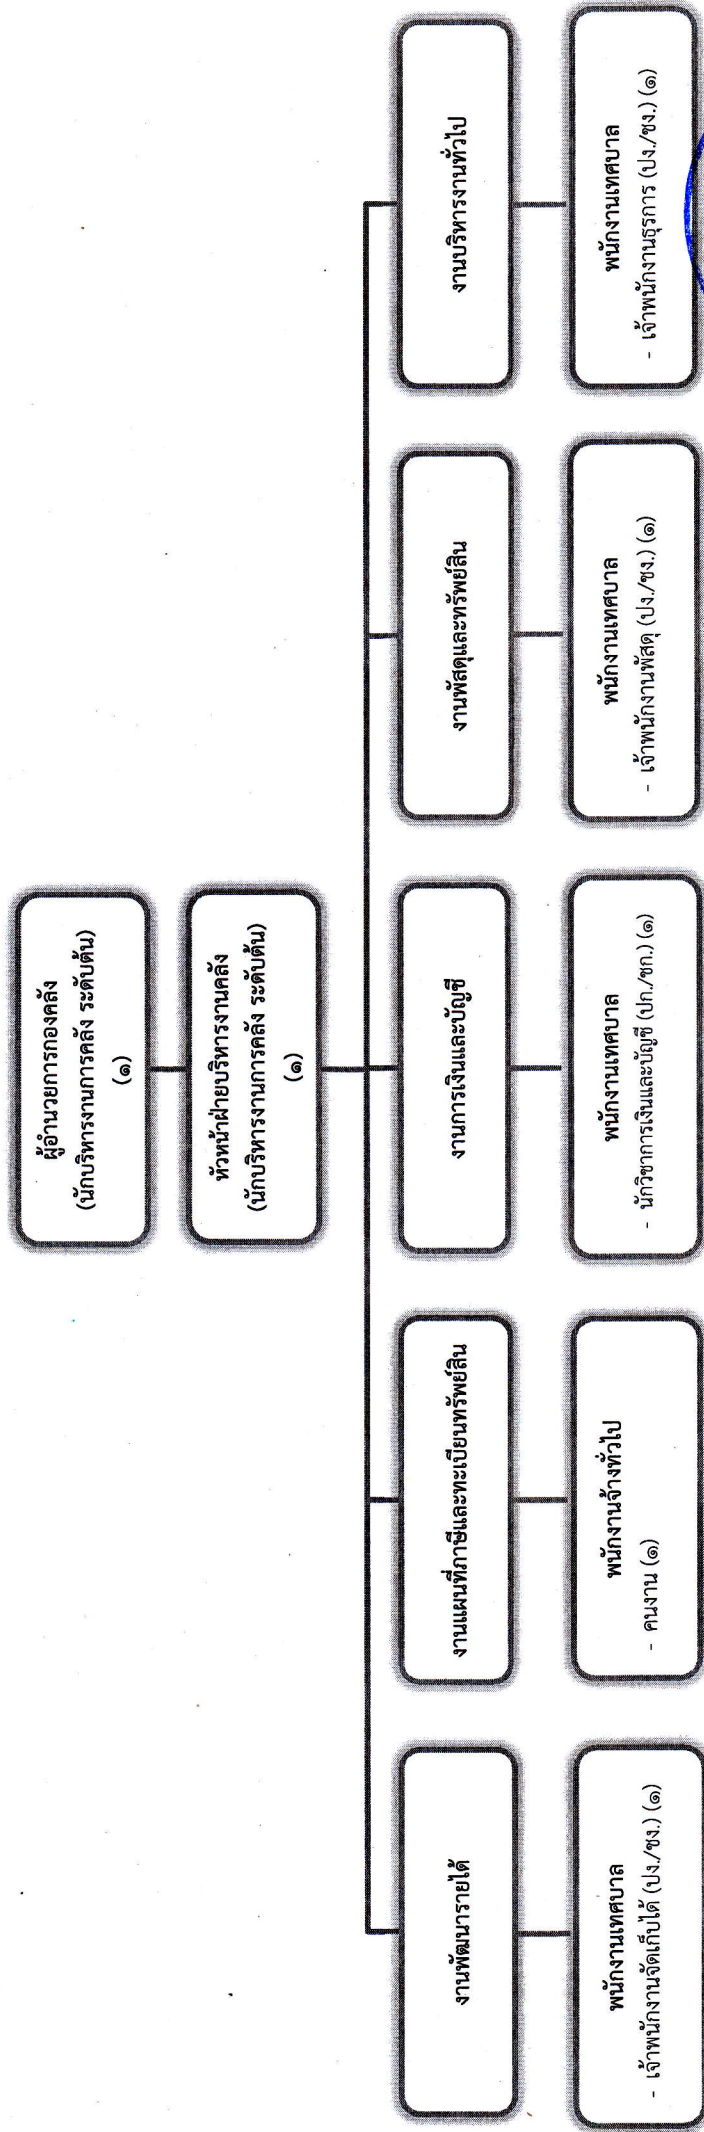 ผู้อำนวยการกองคลัง
(นักบริหารงานการคลัง ระดับต้น)
(๑)
หัวหน้าฝ่ายบริหารงานคลัง
(นักบริหารงานการคลัง ระดับต้น)
(๑)
งานพัฒนารายได้
งานแผนที่ภาษีและทะเบียนทรัพย์สิน
งานการเงินและบัญชี
งานพัสดุและทรัพย์สิน
งานบริหารงานทั่วไป
พนักงานเทศบาล
- เจ้าพนักงานจัดเก็บได้ (ปง./ชง.) (๑)
พนักงานจ้างทั่วไป
- คนงาน (๑)
พนักงานเทศบาล
- นักวิชาการเงินและบัญชี (ปก./ชก.) (๑)
พนักงานเทศบาล
- เจ้าพนักงานพัสดุ (ปง./ชง.) (๑)
พนักงานเทศบาล
- เจ้าพนักงานธุรการ (ปง./ชง.) (๑)